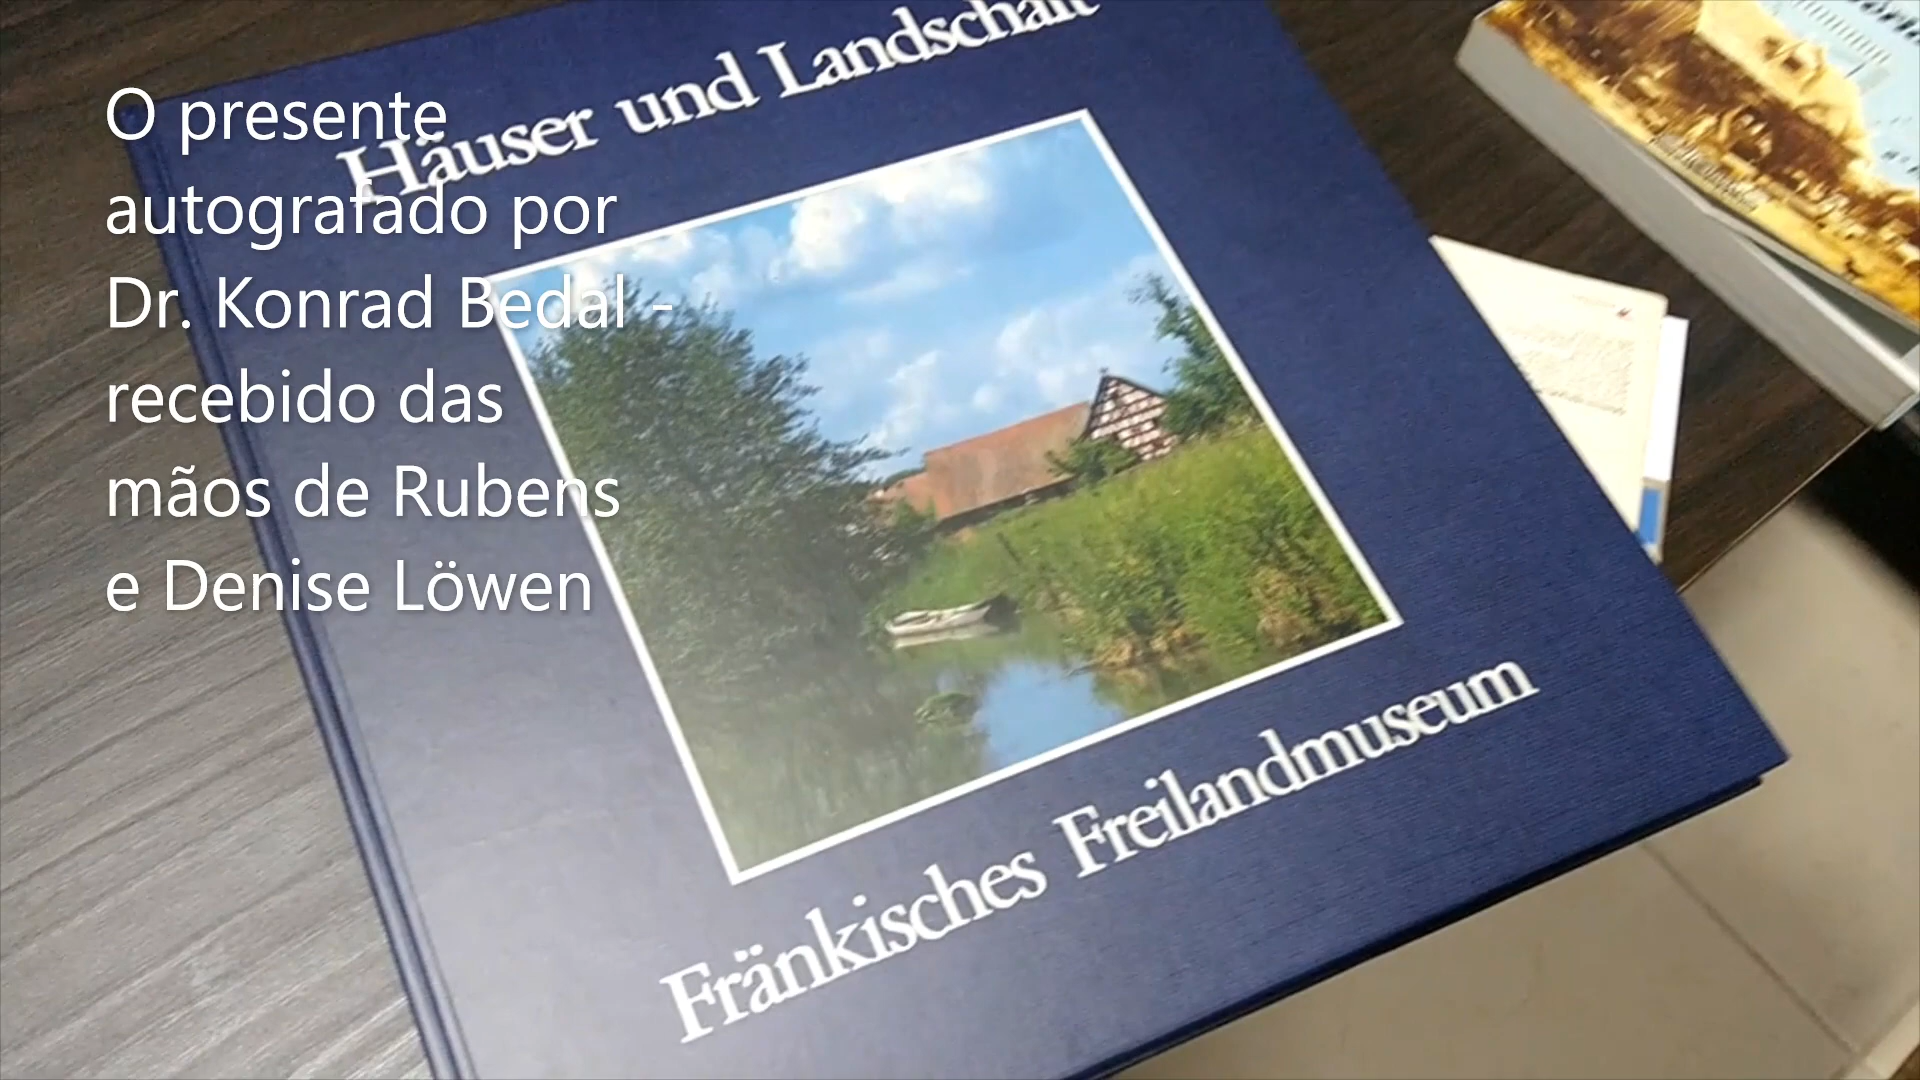 O presente
autografado por
Dr. Konrad Bedal -
recebido das
mãos de Rubens
e Denise Löwen
Häuser und Landschaft
Fränkisches Freilandmuseum